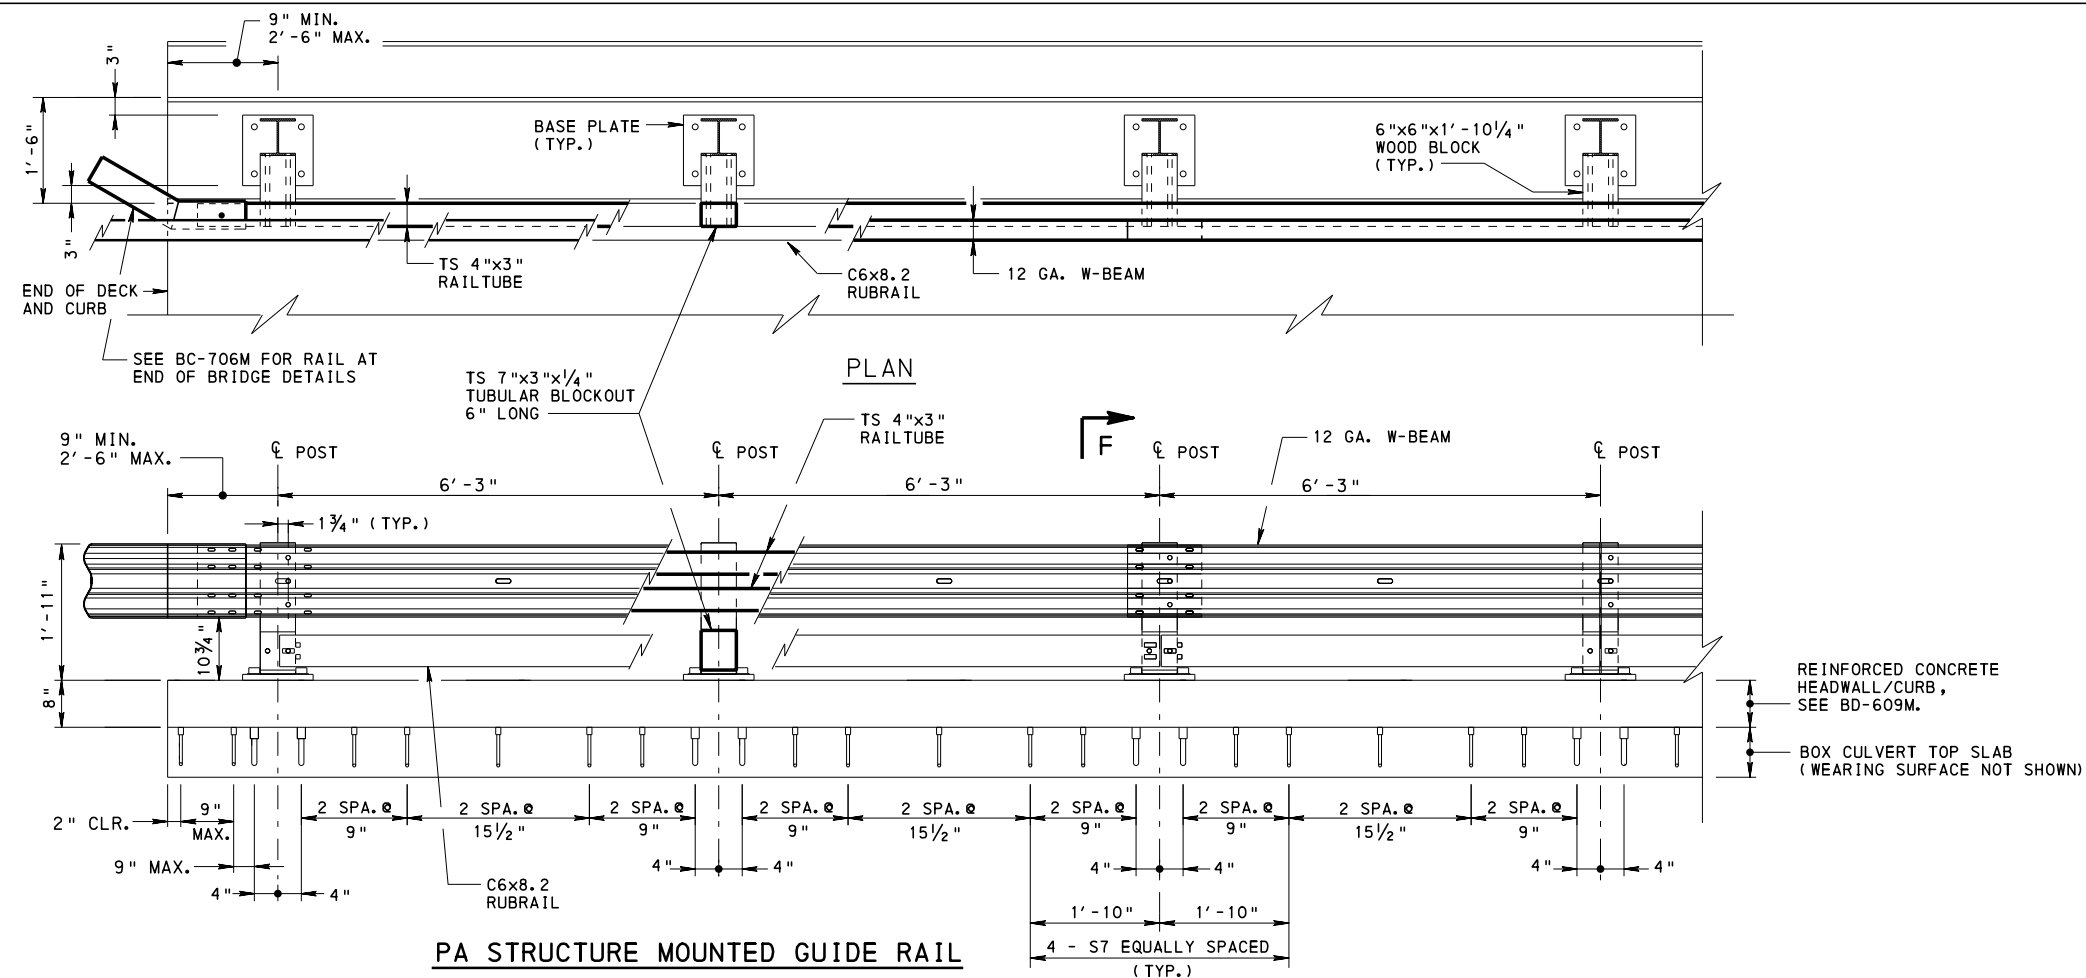 9" MIN.
2'-6" MAX.
3"
1'-6"
3"
BASE PLATE
(TYP.)
6"x6"x1'-10¼"
WOOD BLOCK
(TYP.)
TS 4"x3"
RAILTUBE
C6x8.2
RUBRAIL
12 GA. W-BEAM
END OF DECK
AND CURB
SEE BC-706M FOR RAIL AT
END OF BRIDGE DETAILS
PLAN
TS 7"x3"x¼"
TUBULAR BLOCKOUT
6" LONG
TS 4"x3"
RAILTUBE
F
12 GA. W-BEAM
9" MIN.
2'-6" MAX.
℄ POST
℄ POST
℄ POST
℄ POST
6'-3"
6'-3"
6'-3"
1¾" (TYP.)
1'-11"
10¾"
8"
REINFORCED CONCRETE
HEADWALL/CURB,
SEE BD-609M.
BOX CULVERT TOP SLAB
(WEARING SURFACE NOT SHOWN)
2" CLR.
9"
MAX.
2 SPA.@
9"
2 SPA.@
15½"
2 SPA.@
9"
2 SPA.@
9"
2 SPA.@
15½"
2 SPA.@
9"
2 SPA.@
9"
2 SPA.@
15½"
2 SPA.@
9"
9" MAX.
4"
4"
4"
4"
4"
4"
4"
4"
C6x8.2
RUBRAIL
1'-10"
1'-10"
4 - S7 EQUALLY SPACED
(TYP.)
PA STRUCTURE MOUNTED GUIDE RAIL